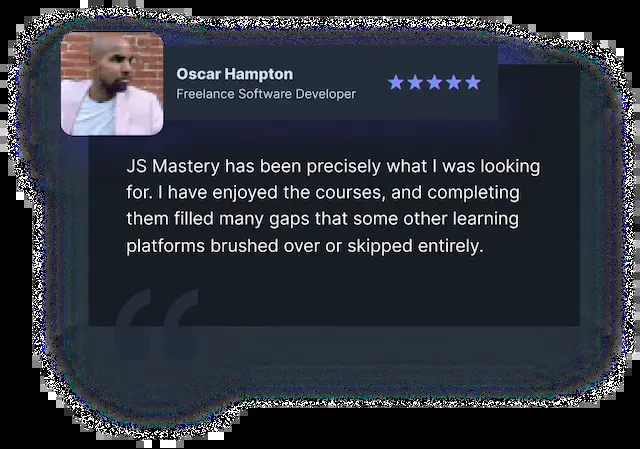 Oscar Hampton
Freelance Software Developer
JS Mastery has been precisely what I was looking
for. I have enjoyed the courses, and completing
them filled many gaps that some other learning
platforms brushed over or skipped entirely.
“